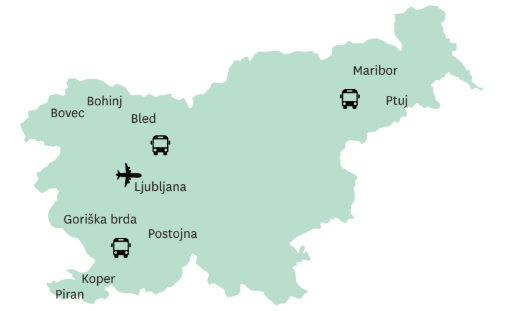 Maribor
Ptuj
Bohinj
Bovec
Bled
Ljubljana
Goriška brda
Postojna
Koper
Piran